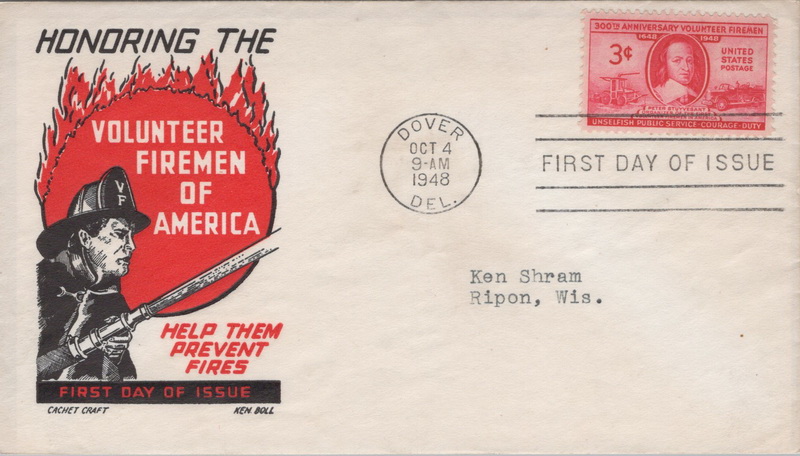 HONORING THE
VOLUNTEER
FIREMEN
OF
AMERICA
VF
HELP THEM
PREVENT
FIRES
FIRST DAY OF ISSUE
CACHET CRAFT KEN BOLL
DOVER
OCT 4
9-AM
1948
DEL.
300TH ANNIVERSARY VOLUNTEER FIREMEN
1648 1948
3¢
UNITED
STATES
POSTAGE
PETER STUYVESANT
UNSELFISH PUBLIC SERVICE-COURAGE-DUTY
FIRST DAY OF ISSUE
Ken Shram
Ripon, Wis.